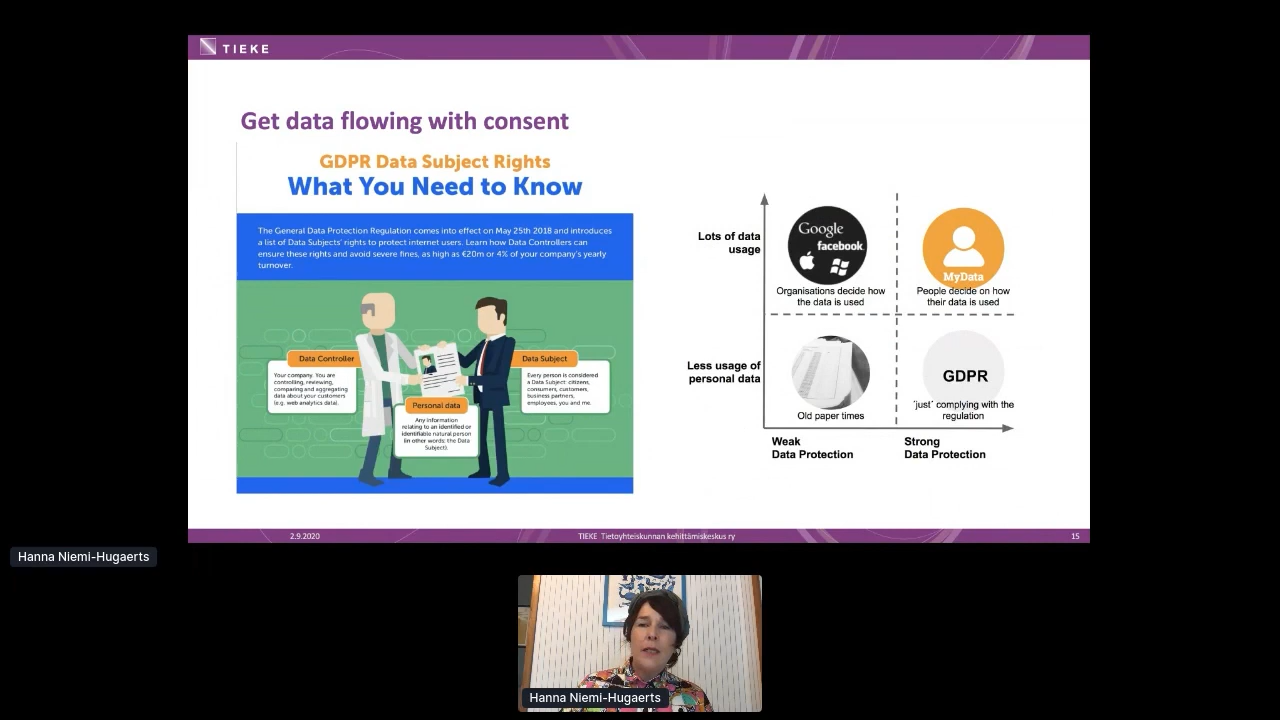 TIEKE
Get data flowing with consent
GDPR Data Subject Rights
What You Need to Know
The General Data Protection Regulation comes into effect on May 25th 2018 and introduces
a list of Data Subjects' rights to protect internet users. Learn how Data Controllers can
ensure these rights and avoid severe fines, as high as €20m or 4% of your company's yearly
turnover.
Data Controller
Your company. You are
controlling, reviewing,
comparing and aggregating
data about your customers
(e.g. web analytics data).
Personal data
Any information
relating to an identified or
identifiable natural person
(in other words: the Data
Subject).
Data Subject
Every person is considered
a Data Subject: citizens,
consumers, customers,
business partners,
employees, you and me.
Lots of data
usage
Google
facebook
Organisations decide how
the data is used
MyData
People decide on how
their data is used
Less usage of
personal data
Old paper times
GDPR
´just´ complying with the
regulation
Weak
Data Protection
Strong
Data Protection
2.9.2020
TIEKE Tietoyhteiskunnan kehittämiskeskus ry
15
Hanna Niemi-Hugaerts
Hanna Niemi-Hugaerts